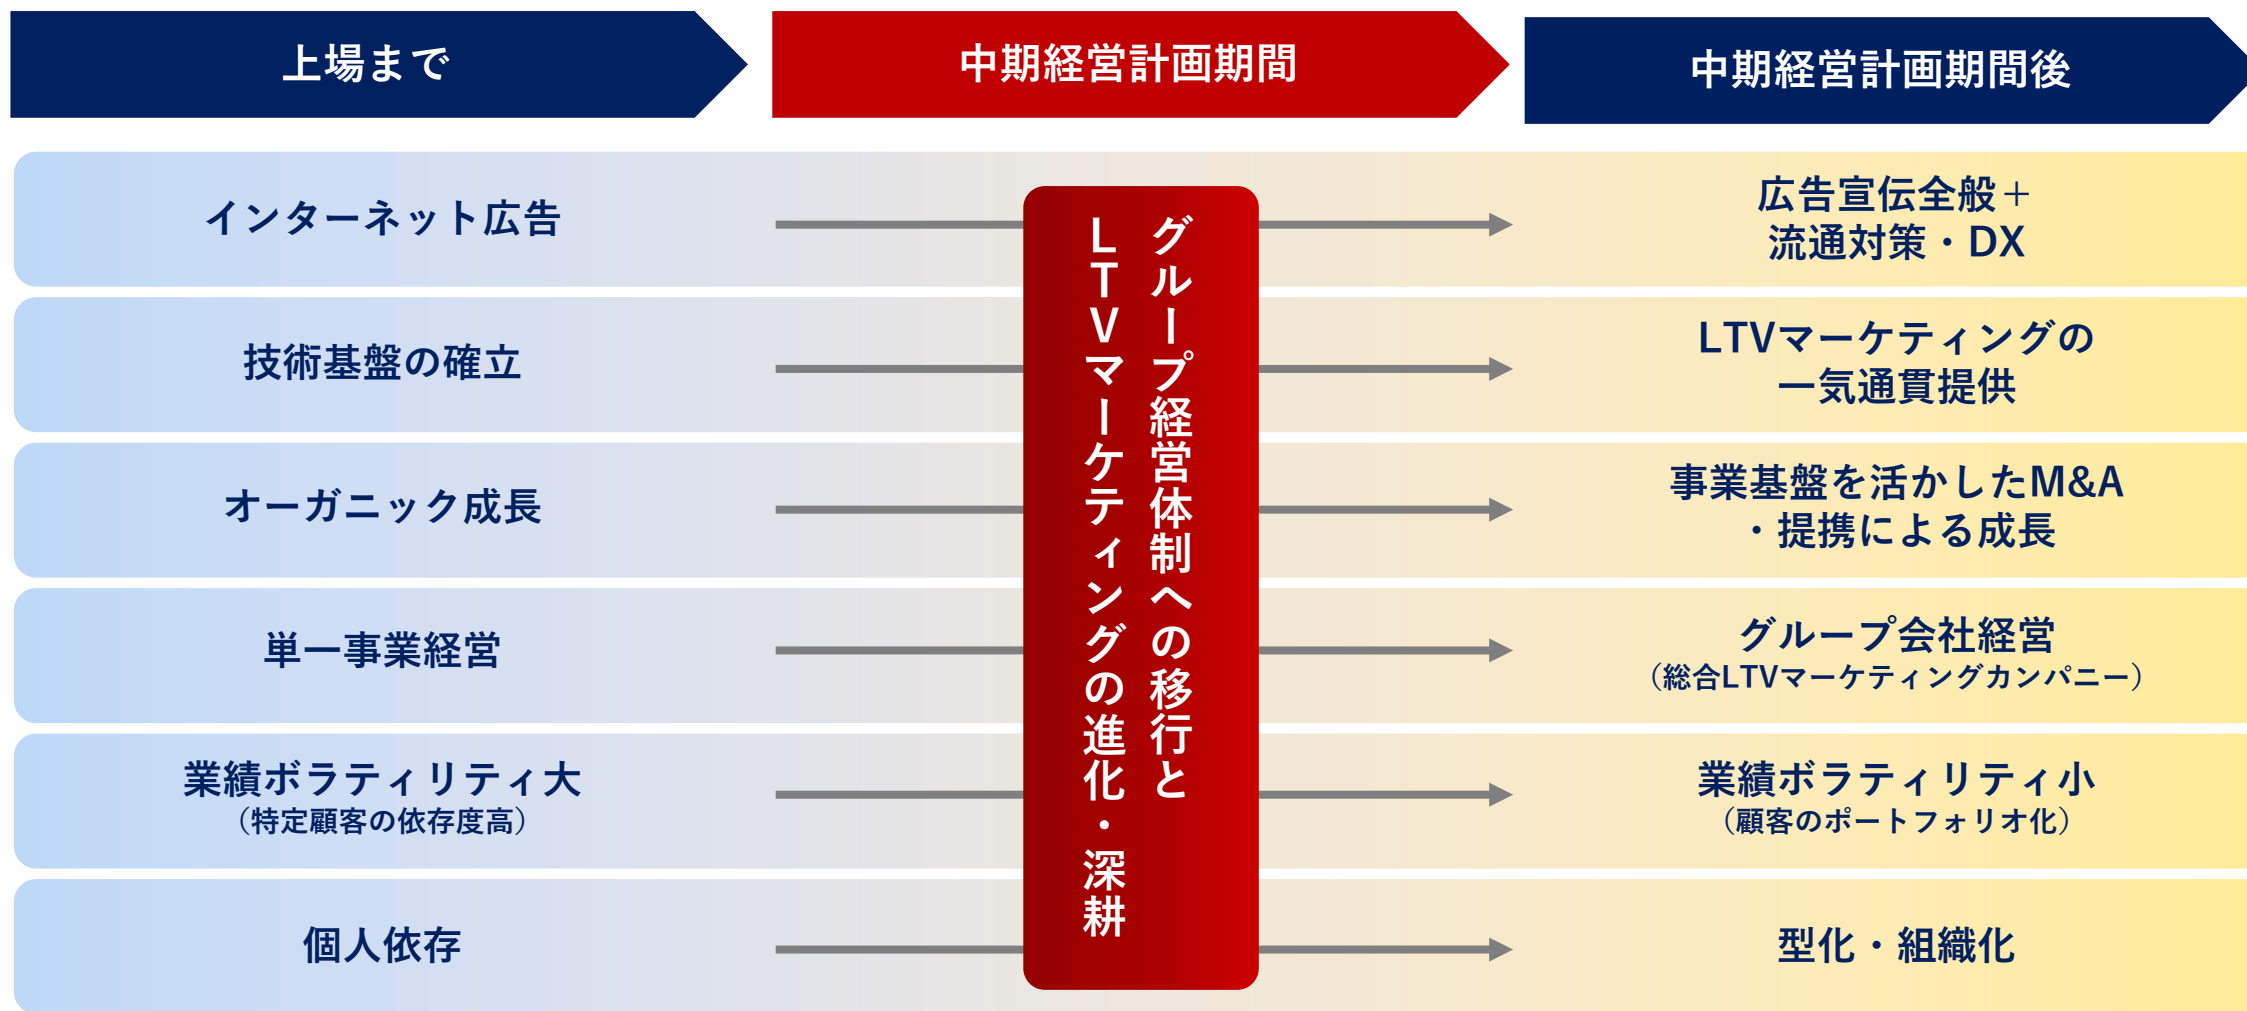 上場まで
中期経営計画期間
中期経営計画期間後
インターネット広告
広告宣伝全般＋
流通対策・DX
技術基盤の確立
LTVマーケティングの
一気通貫提供
オーガニック成長
事業基盤を活かしたM&A
・提携による成長
単一事業経営
グループ会社経営
（総合LTVマーケティングカンパニー）
業績ボラティリティ大
（特定顧客の依存度高）
業績ボラティリティ小
（顧客のポートフォリオ化）
個人依存
型化・組織化
グループ経営体制への移行と
LTVマーケティングの進化・深耕